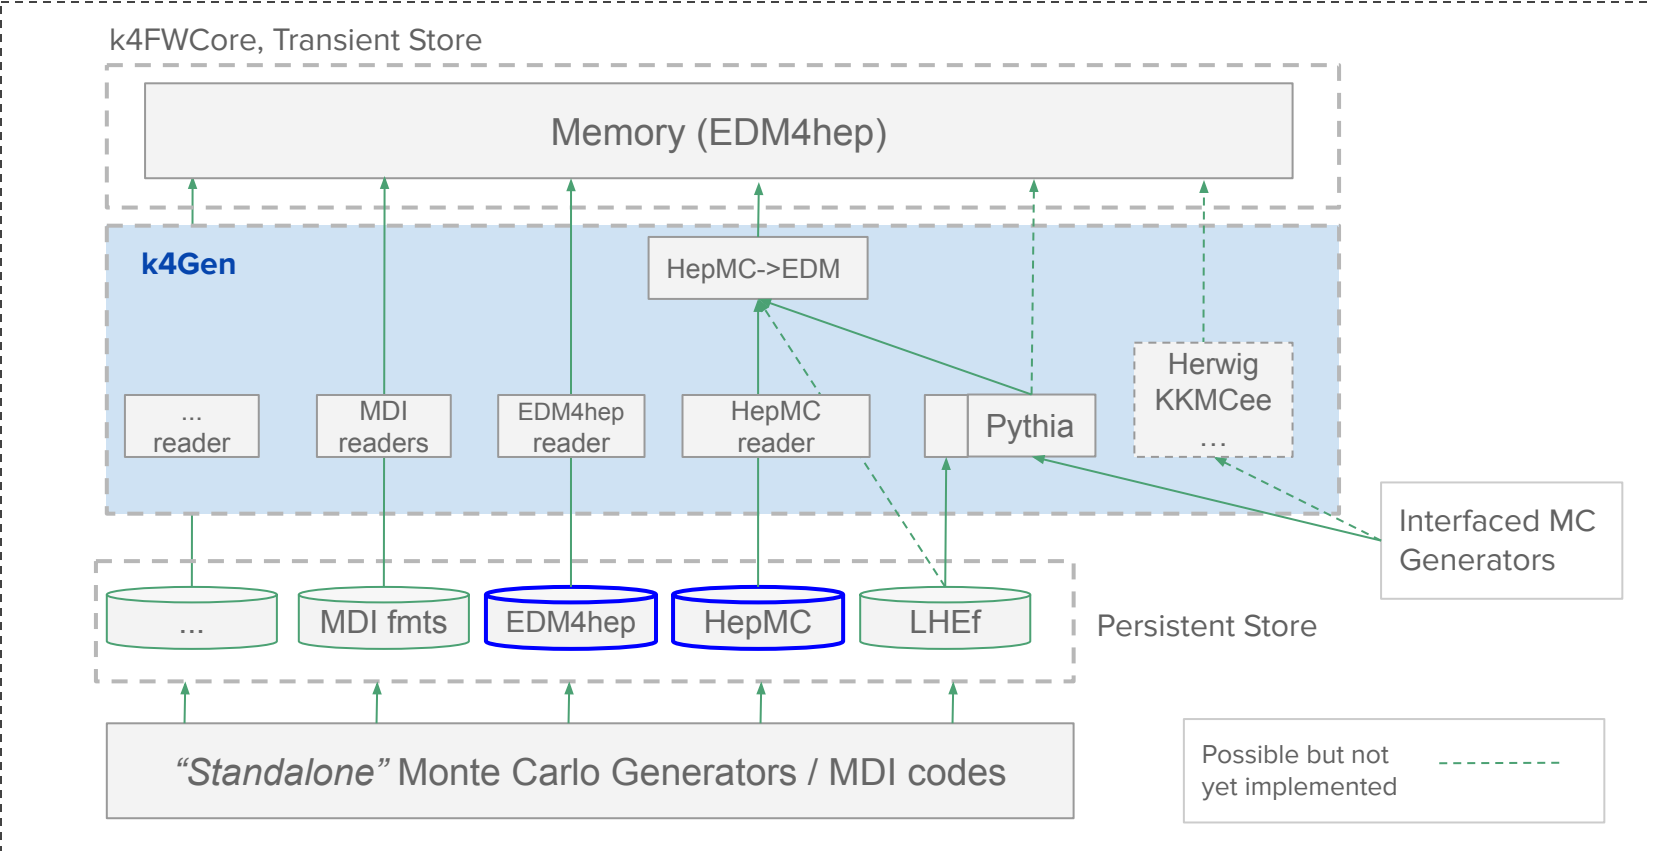 k4FWCore, Transient Store
Memory (EDM4hep)
k4Gen
HepMC->EDM
...
reader
MDI
readers
EDM4hep
reader
HepMC
reader
Pythia
Herwig
KKMCee
...
Interfaced MC
Generators
...
MDI fmts
EDM4hep
HepMC
LHEf
Persistent Store
“Standalone” Monte Carlo Generators / MDI codes
Possible but not
yet implemented